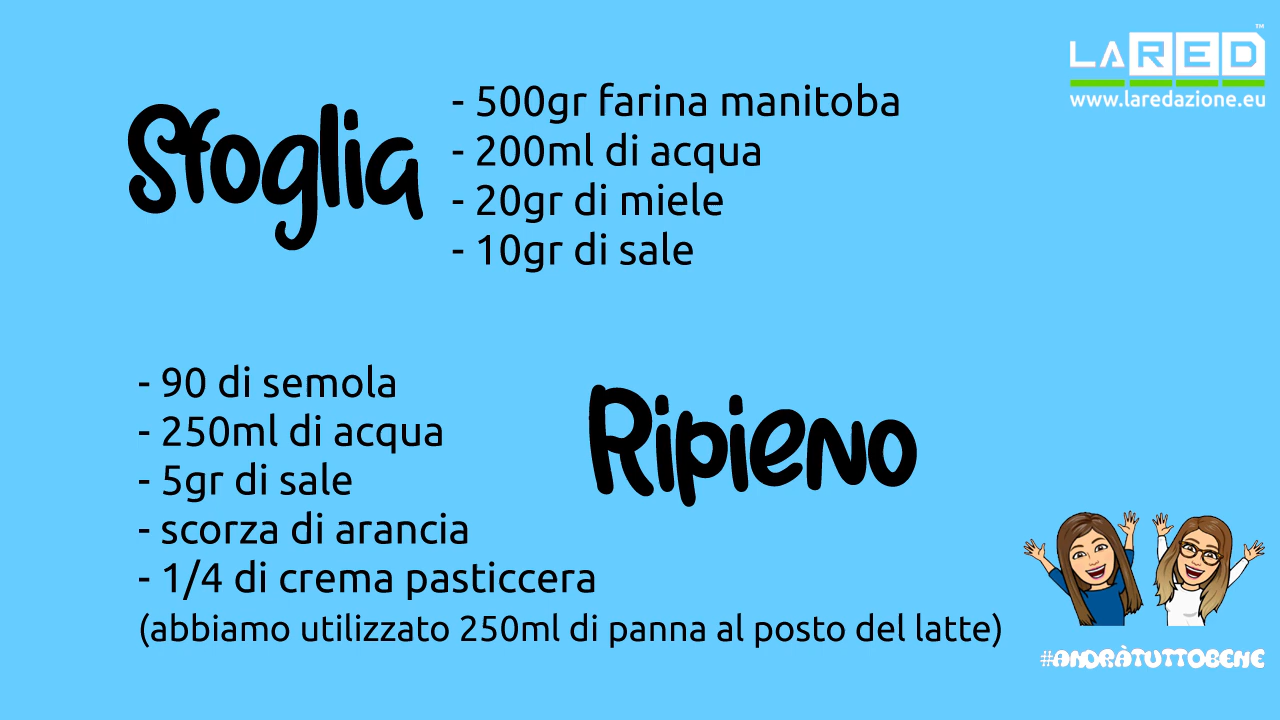 LARED™
www.laredazione.eu
Sfoglia
- 500gr farina manitoba
- 200ml di acqua
- 20gr di miele
- 10gr di sale
- 90 di semola
- 250ml di acqua
- 5gr di sale
- scorza di arancia
- 1/4 di crema pasticcera
(abbiamo utilizzato 250ml di panna al posto del latte)
Ripieno
#ANDRÀTUTTOBENE